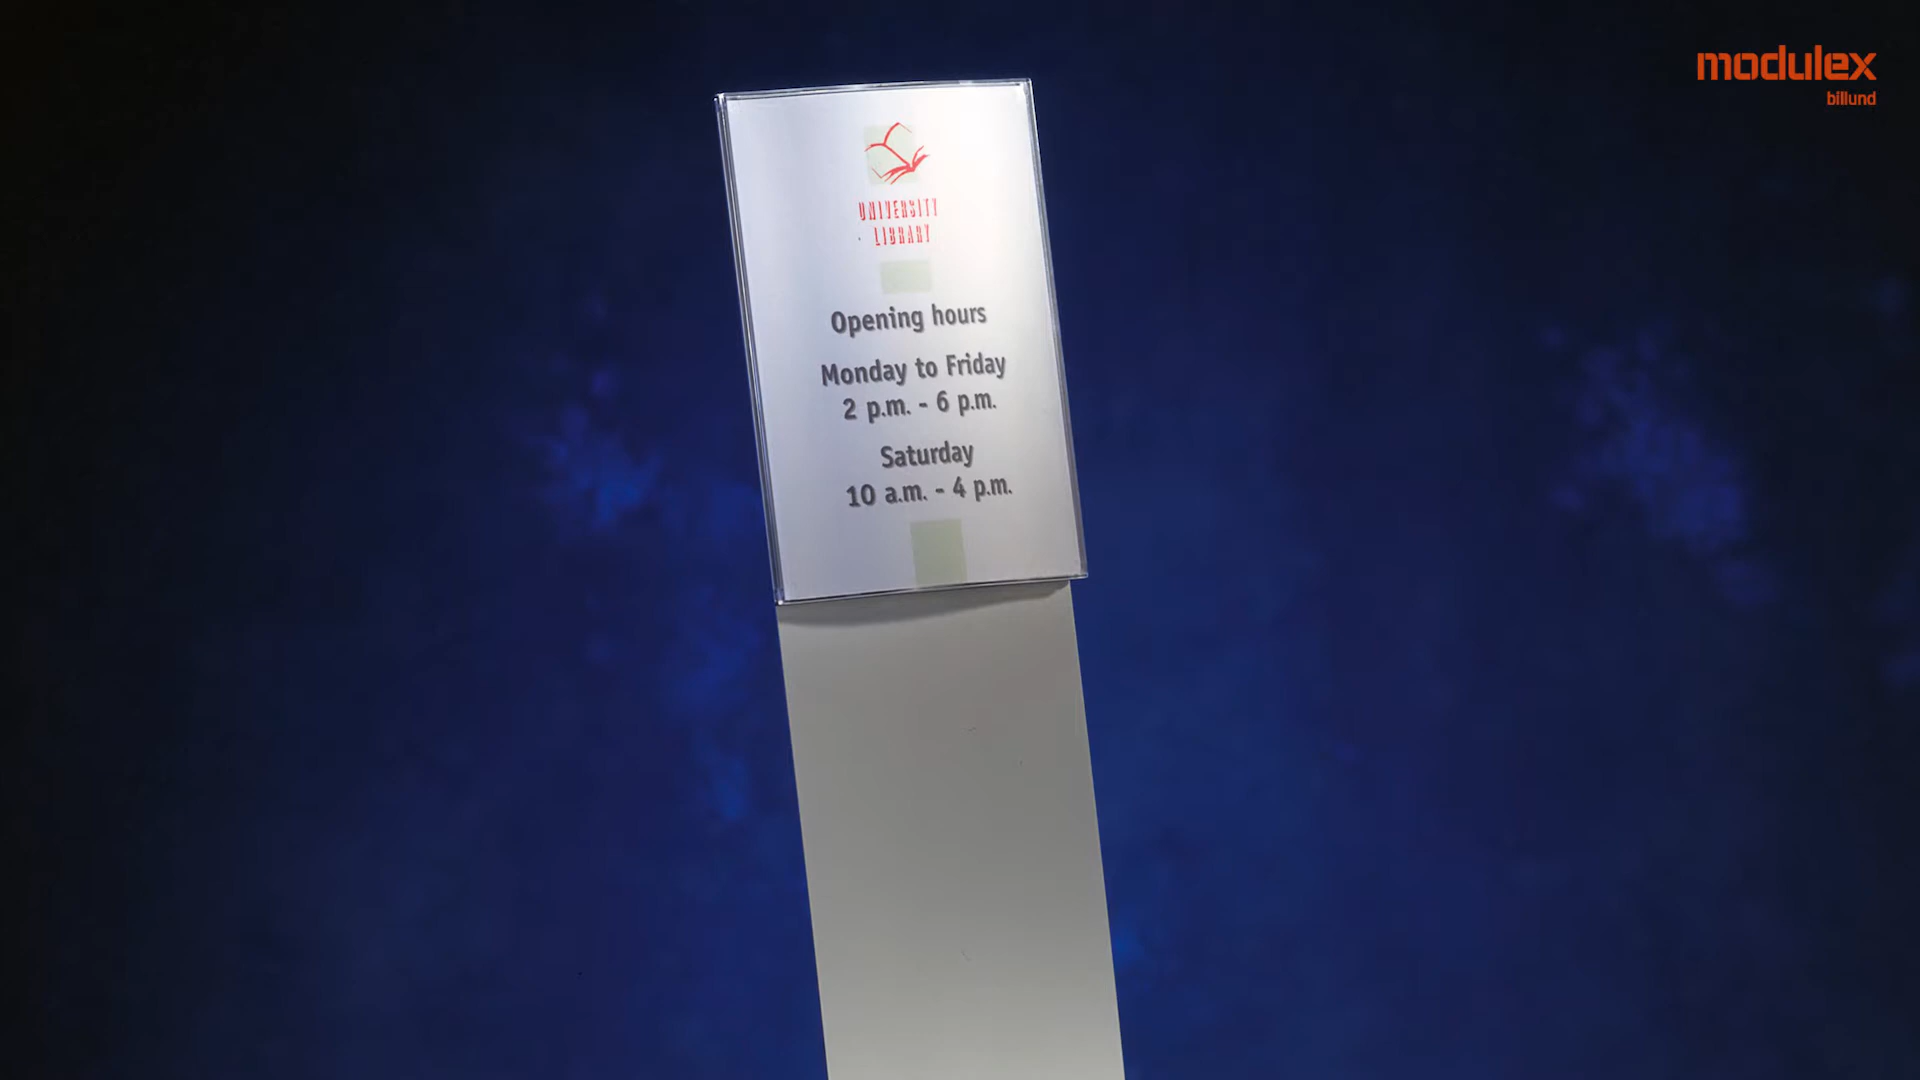 modulex
billund
UNIVERSITY
LIBRARY
Opening hours
Monday to Friday
2 p.m. - 6 p.m.
Saturday
10 a.m. - 4 p.m.